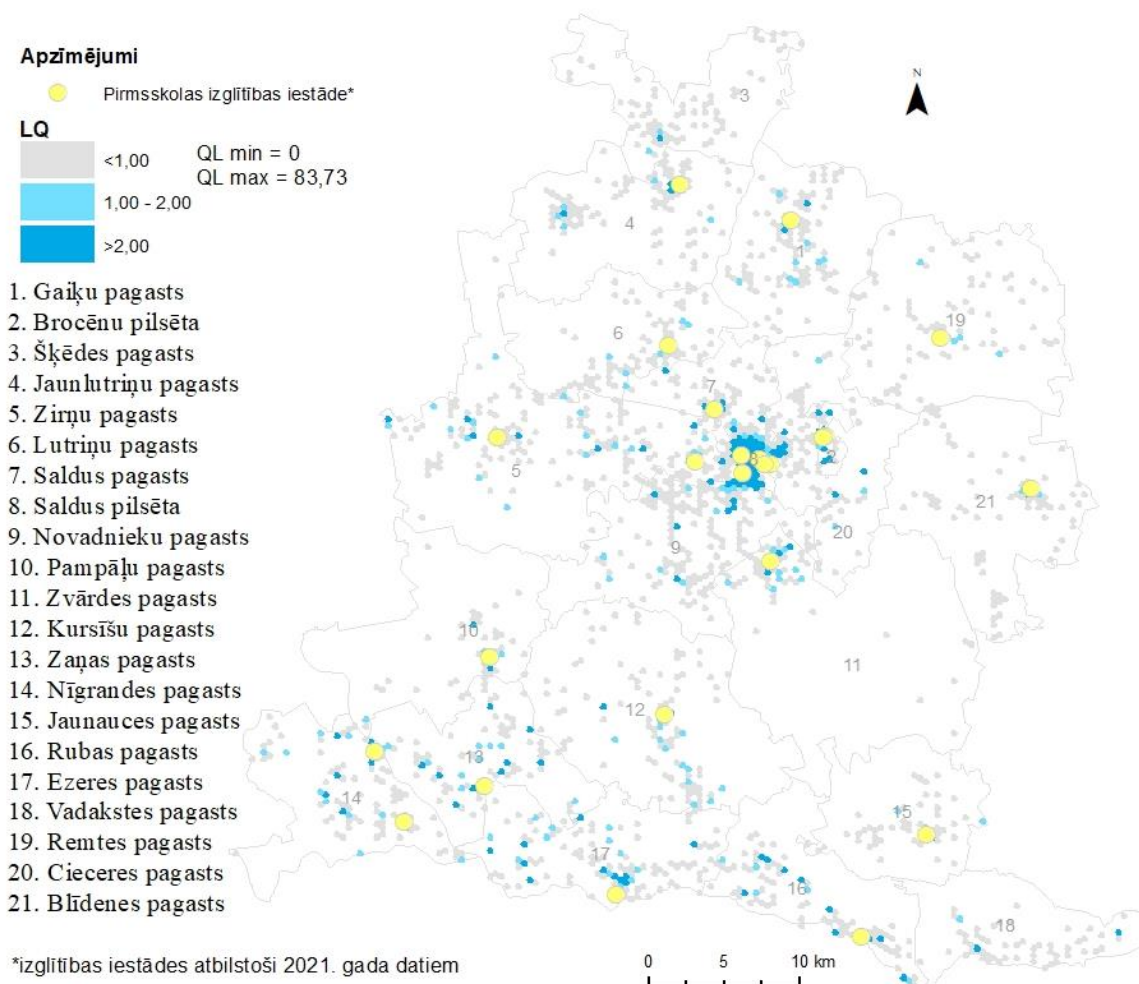 Apzīmējumi
Pirmsskolas izglītības iestāde*
LQ
<1,00
QL min = 0
QL max = 83,73
1,00 - 2,00
>2,00
1. Gaiķu pagasts
2. Brocēnu pilsēta
3. Šķēdes pagasts
4. Jaunlutriņu pagasts
5. Zirņu pagasts
6. Lutriņu pagasts
7. Saldus pagasts
8. Saldus pilsēta
9. Novadnieku pagasts
10. Pampāļu pagasts
11. Zvārdes pagasts
12. Kursīšu pagasts
13. Zaņas pagasts
14. Nīgrandes pagasts
15. Jaunauces pagasts
16. Rubas pagasts
17. Ezeres pagasts
18. Vadakstes pagasts
19. Remtes pagasts
20. Cieceres pagasts
21. Blīdenes pagasts
*izglītības iestādes atbilstoši 2021. gada datiem
N
3
4
1
19
6
7
5
8
2
21
20
9
10
11
12
13
14
15
17
16
18
0 5 10 km